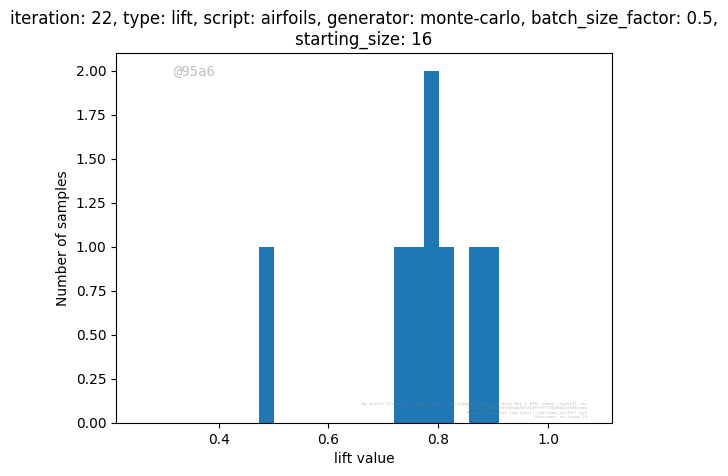 iteration: 22, type: lift, script: airfoils, generator: monte-carlo, batch_size_factor: 0.5,
starting_size: 16
@95a6
2.00
1.75
1.50
1.25
1.00
0.75
0.50
0.25
0.00
Number of samples
0.4
0.6
0.8
1.0
lift value